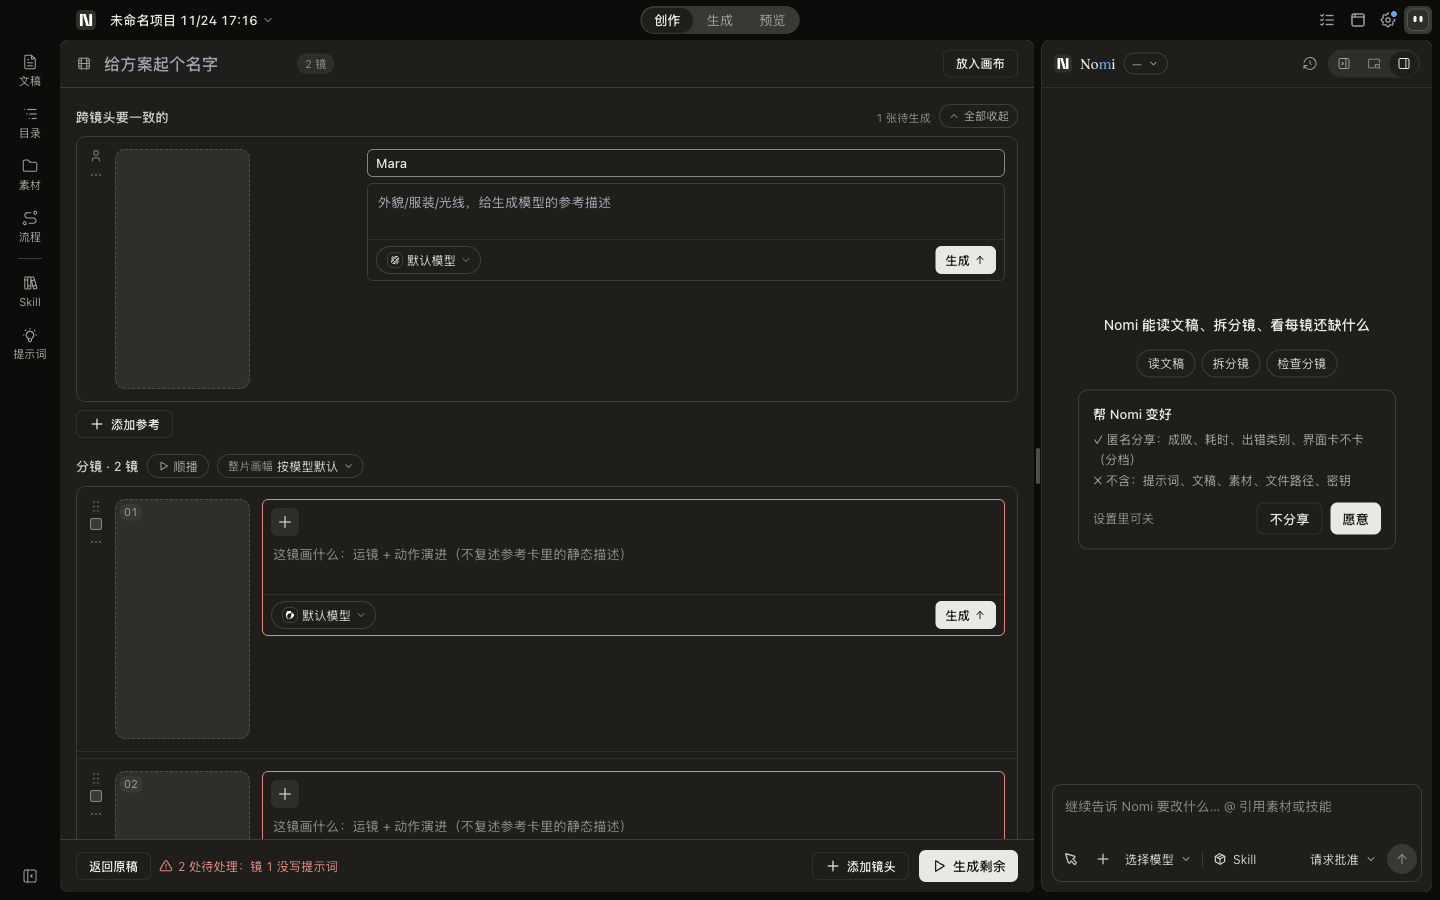 未命名项目 11/24 17:16
创作
生成
预览
文稿
目录
素材
流程
Skill
提示词
给方案起个名字
2 镜
放入画布
跨镜头要一致的
1 张待生成
全部收起
Mara
外貌/服装/光线，给生成模型的参考描述
默认模型
生成 ↑
+ 添加参考
分镜 · 2 镜
顺播
整片画幅 按模型默认
01
+
这镜画什么：运镜 + 动作演进（不复述参考卡里的静态描述）
默认模型
生成 ↑
02
+
这镜画什么：运镜 + 动作演进（不复述参考卡里的静态描述）
返回原稿
2 处待处理：镜 1 没写提示词
+ 添加镜头
生成剩余
N Nomi
—
Nomi 能读文稿、拆分镜、看每镜还缺什么
读文稿
拆分镜
检查分镜
帮 Nomi 变好
✓ 匿名分享：成败、耗时、出错类别、界面卡不卡
（分档）
✕ 不含：提示词、文稿、素材、文件路径、密钥
设置里可关
不分享
愿意
继续告诉 Nomi 要改什么... @ 引用素材或技能
选择模型
Skill
请求批准